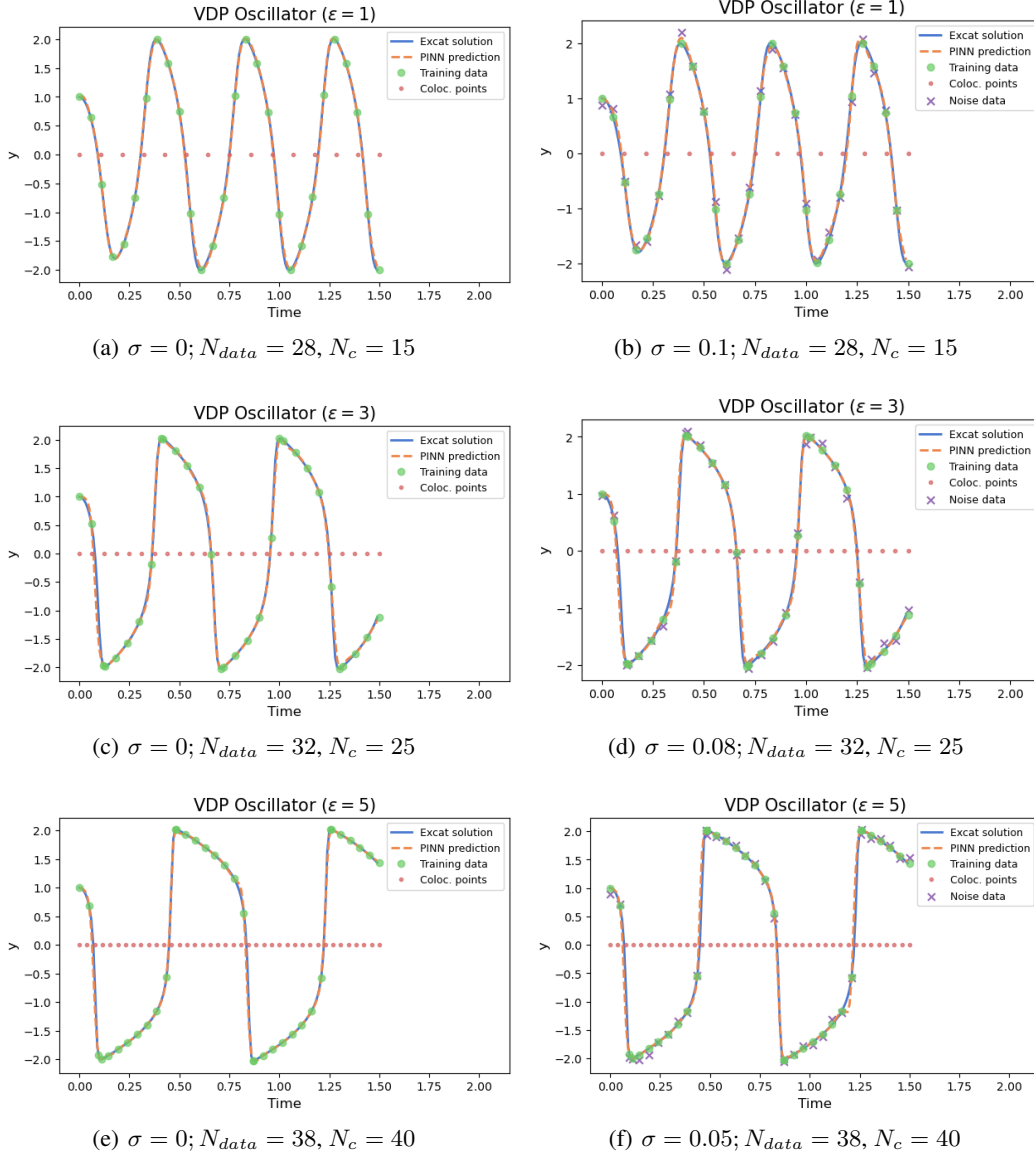 VDP Oscillator (ε = 1)
y
2.0
1.5
1.0
0.5
0.0
−0.5
−1.0
−1.5
−2.0
Excat solution
PINN prediction
Training data
Coloc. points
0.00 0.25 0.50 0.75 1.00 1.25 1.50 1.75 2.00
Time
(a) σ = 0; N_data = 28, N_c = 15
VDP Oscillator (ε = 1)
y
2
1
0
−1
−2
Excat solution
PINN prediction
Training data
Coloc. points
Noise data
0.00 0.25 0.50 0.75 1.00 1.25 1.50 1.75 2.00
Time
(b) σ = 0.1; N_data = 28, N_c = 15
VDP Oscillator (ε = 3)
y
2.0
1.5
1.0
0.5
0.0
−0.5
−1.0
−1.5
−2.0
Excat solution
PINN prediction
Training data
Coloc. points
0.00 0.25 0.50 0.75 1.00 1.25 1.50 1.75 2.00
Time
(c) σ = 0; N_data = 32, N_c = 25
VDP Oscillator (ε = 3)
y
2
1
0
−1
−2
Excat solution
PINN prediction
Training data
Coloc. points
Noise data
0.00 0.25 0.50 0.75 1.00 1.25 1.50 1.75 2.00
Time
(d) σ = 0.08; N_data = 32, N_c = 25
VDP Oscillator (ε = 5)
y
2.0
1.5
1.0
0.5
0.0
−0.5
−1.0
−1.5
−2.0
Excat solution
PINN prediction
Training data
Coloc. points
0.00 0.25 0.50 0.75 1.00 1.25 1.50 1.75 2.00
Time
(e) σ = 0; N_data = 38, N_c = 40
VDP Oscillator (ε = 5)
y
2.0
1.5
1.0
0.5
0.0
−0.5
−1.0
−1.5
−2.0
Excat solution
PINN prediction
Training data
Coloc. points
Noise data
0.00 0.25 0.50 0.75 1.00 1.25 1.50 1.75 2.00
Time
(f) σ = 0.05; N_data = 38, N_c = 40